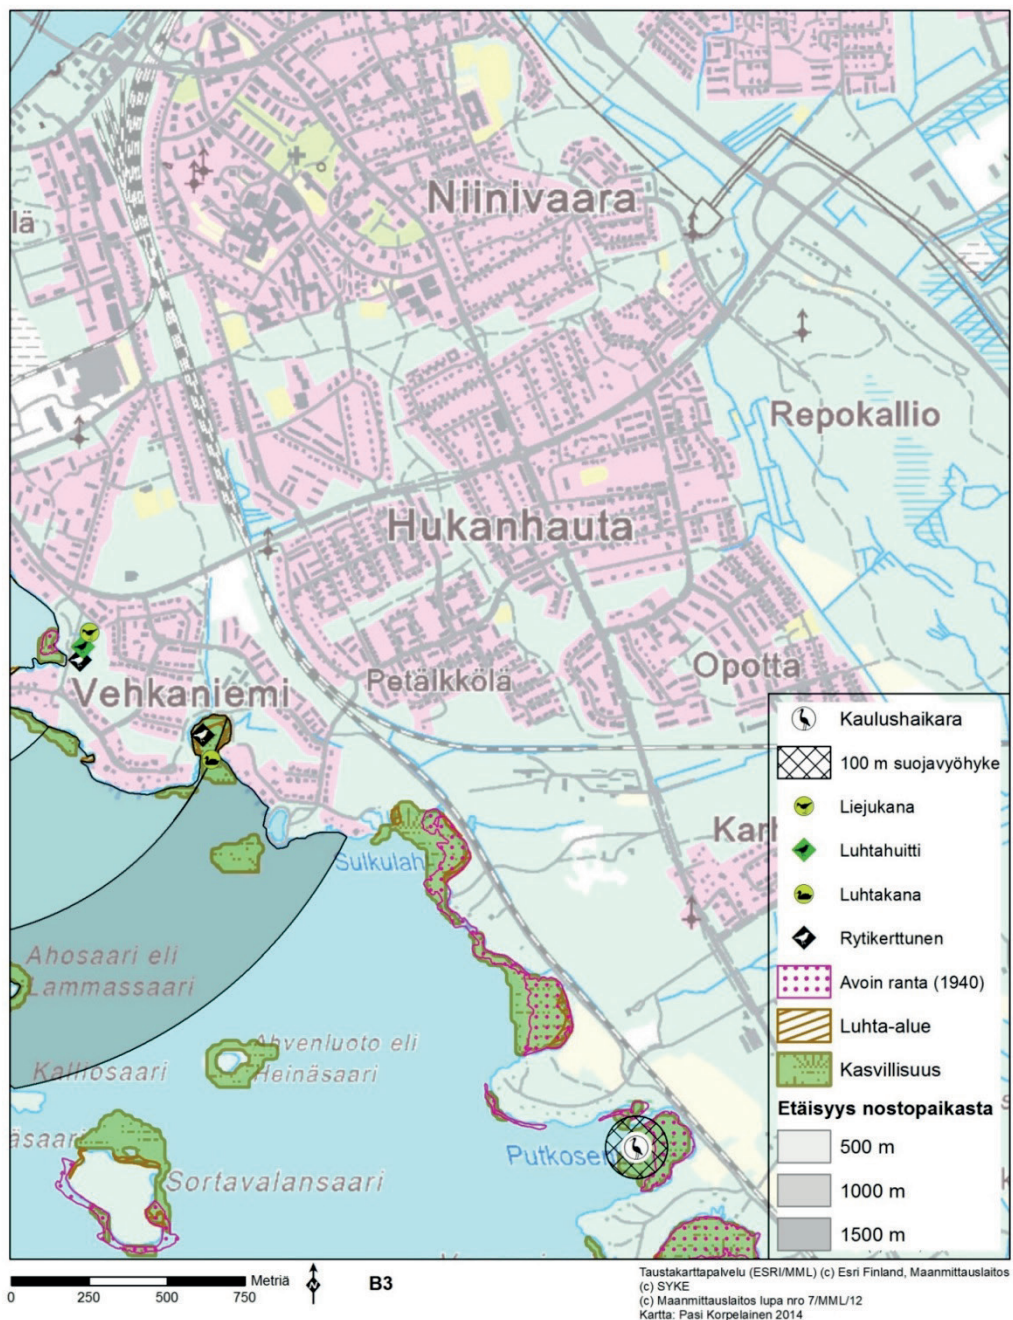 lä
Niinivaara
Repokallio
Hukanhauta
Petälkkölä
Opotta
Vehkaniemi
Sulkulah
Karh
Ahosaari eli
Lammassaari
Ahvenluoto eli
Heinäsaari
Kalliosaari
äsaari
Sortavalansaari
Putkosen
Kaulushaikara
100 m suojavyöhyke
Liejukana
Luhtahuitti
Luhtakana
Rytikerttunen
Avoin ranta (1940)
Luhta-alue
Kasvillisuus
Etäisyys nostopaikasta
500 m
1000 m
1500 m
Metriä
0 250 500 750
N
B3
Taustakarttapalvelu (ESRI/MML) (c) Esri Finland, Maanmittauslaitos
(c) SYKE
(c) Maanmittauslaitos lupa nro 7/MML/12
Kartta: Pasi Korpelainen 2014